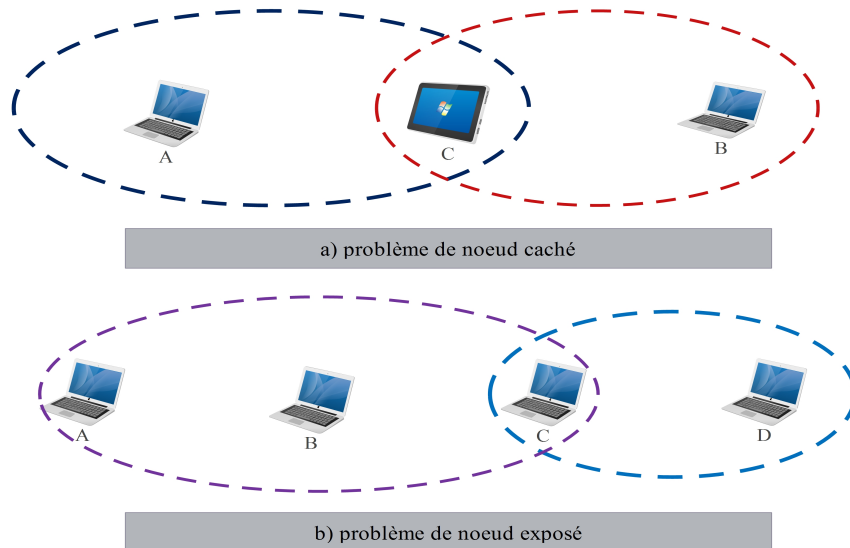 A
C
B
a) problème de noeud caché
A
B
C
D
b) problème de noeud exposé